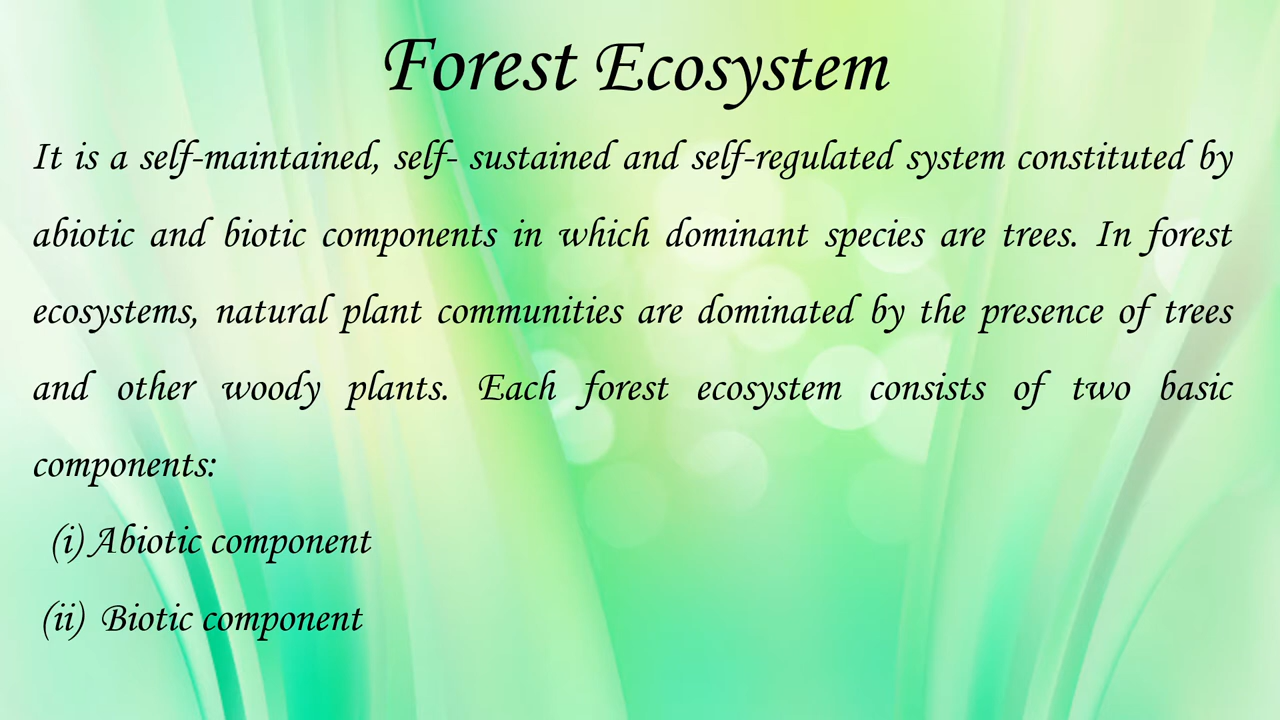 Forest Ecosystem
It is a self-maintained, self- sustained and self-regulated system constituted by
abiotic and biotic components in which dominant species are trees. In forest
ecosystems, natural plant communities are dominated by the presence of trees
and other woody plants. Each forest ecosystem consists of two basic
components:
(i) Abiotic component
(ii) Biotic component